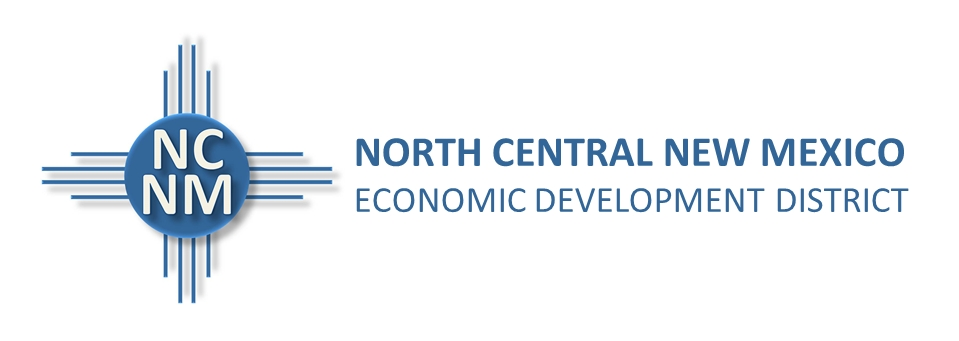 NC
NM
NORTH CENTRAL NEW MEXICO
ECONOMIC DEVELOPMENT DISTRICT